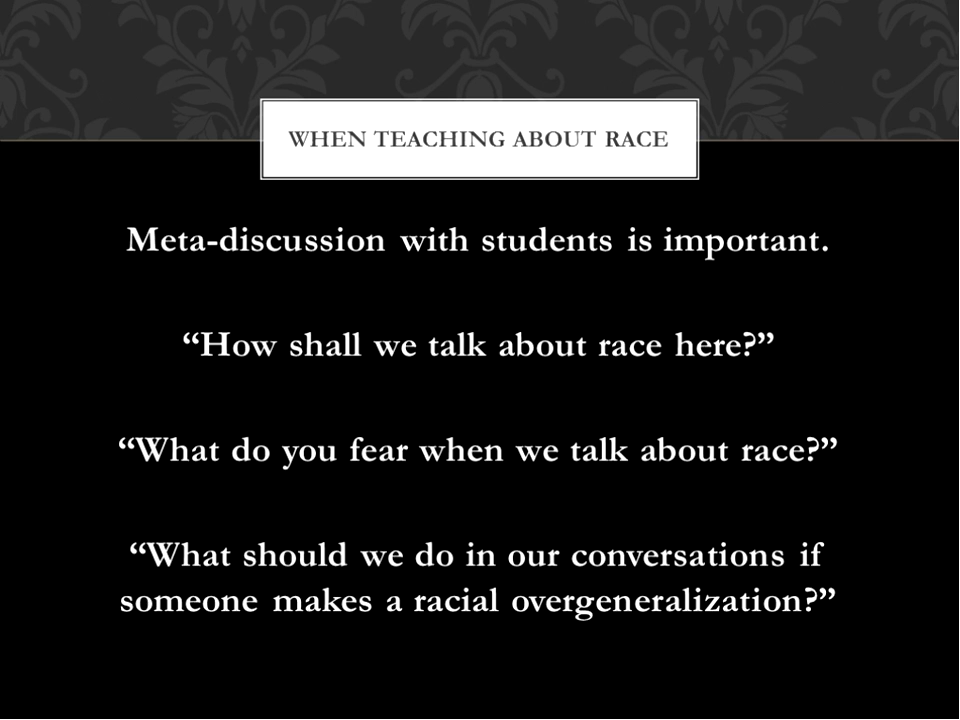 WHEN TEACHING ABOUT RACE
Meta-discussion with students is important.
“How shall we talk about race here?”
“What do you fear when we talk about race?”
“What should we do in our conversations if
someone makes a racial overgeneralization?”